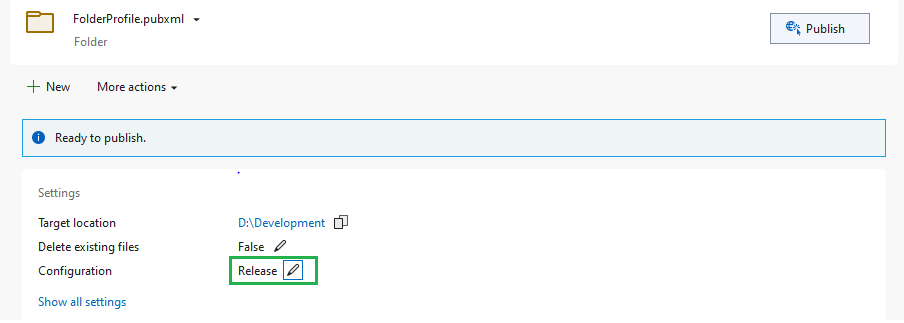 FolderProfile.pubxml
Folder
Publish
New
More actions
Ready to publish.
Settings
Target location D:\Development
Delete existing files False
Configuration Release
Show all settings